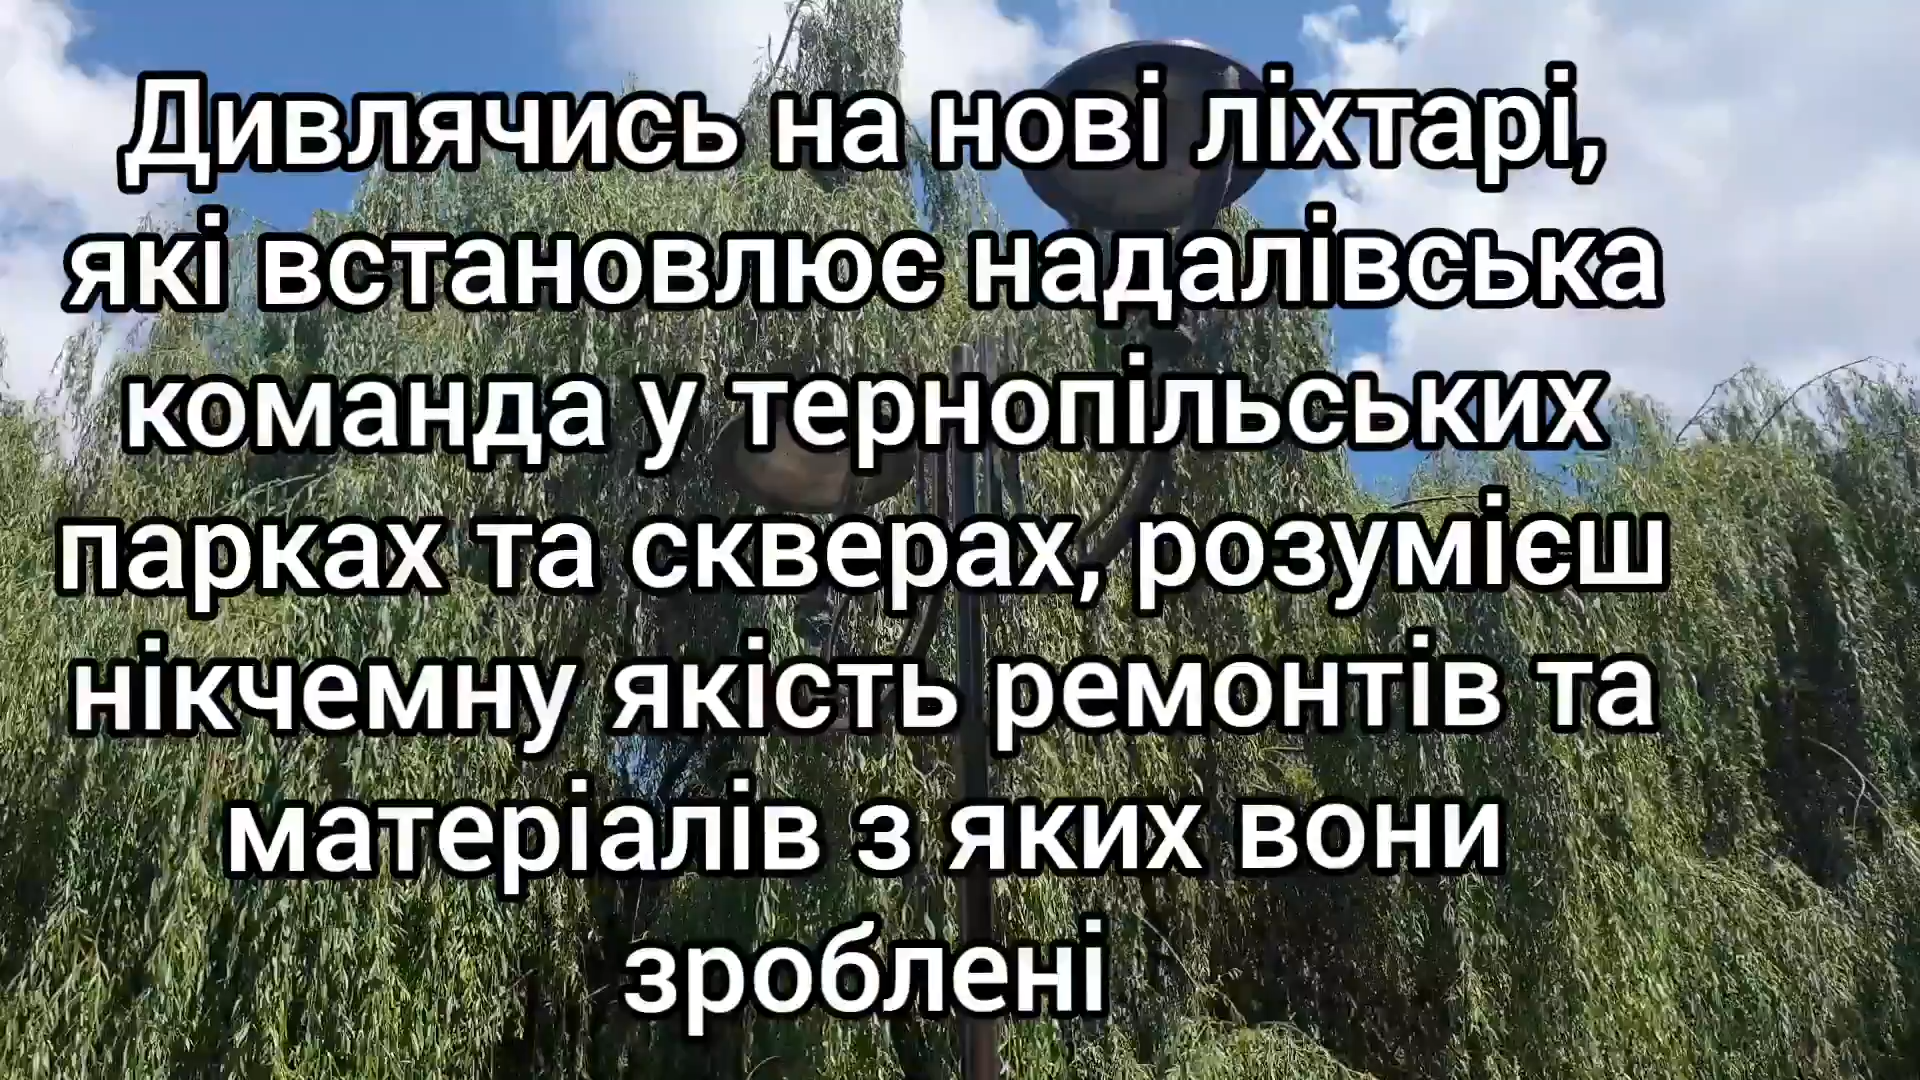 Дивлячись на нові ліхтарі,
які встановлює надалівська
команда у тернопільських
парках та скверах, розумієш
нікчемну якість ремонтів та
матеріалів з яких вони
зроблені